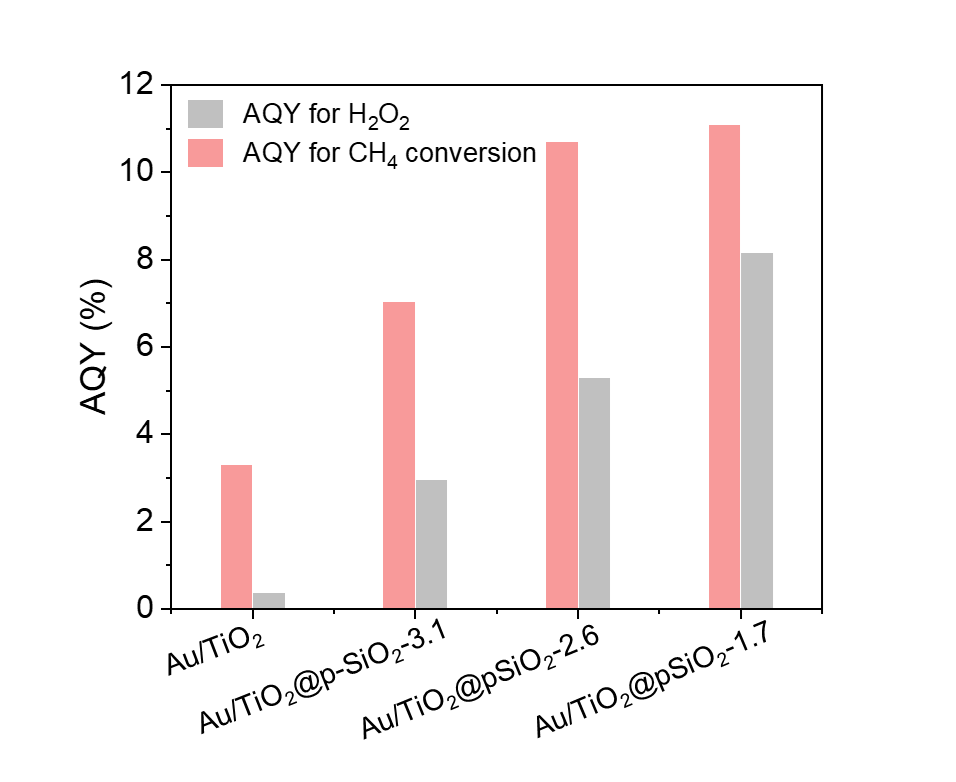 12
10
8
6
4
2
0
AQY (%)
AQY for H₂O₂
AQY for CH₄ conversion
Au/TiO₂
Au/TiO₂@p-SiO₂-3.1
Au/TiO₂@pSiO₂-2.6
Au/TiO₂@pSiO₂-1.7